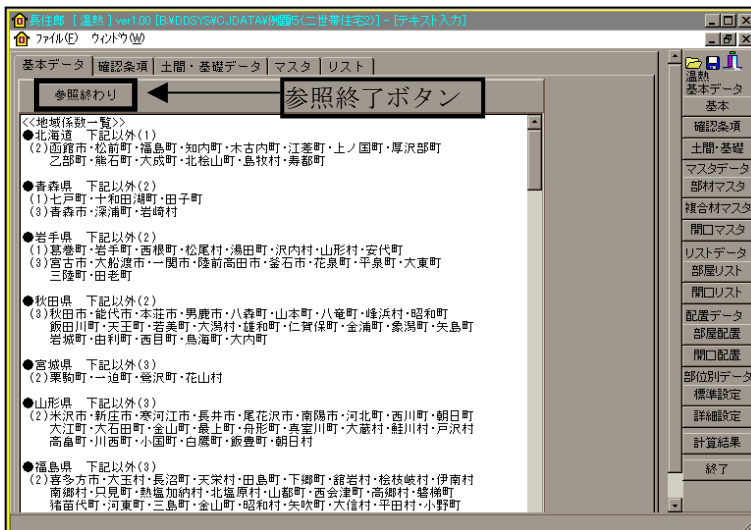 長住郎 [ 温熱 ] ver1.00 [B:¥DDSYS¥CJDATA¥例題5(二世帯住宅2)] - [テキスト入力]
ファイル(F) ウィンドウ(W)
基本データ 確認条項 土間・基礎データ マスタ リスト
参照終わり
参照終了ボタン
<<地域係数一覧>>
●北海道 下記以外(1)
(2)函館市・松前町・福島町・知内町・木古内町・江差町・上ノ国町・厚沢部町
乙部町・熊石町・大成町・北桧山町・島牧村・寿都町
●青森県 下記以外(2)
(1)七戸町・十和田湖町・田子町
(3)青森市・深浦町・岩崎村
●岩手県 下記以外(2)
(1)葛巻町・岩手町・西根町・松尾村・湯田町・沢内村・山形村・安代町
(3)宮古市・大船渡市・一関市・陸前高田市・釜石市・花泉町・平泉町・大東町
三陸町・田老町
●秋田県 下記以外(2)
(3)秋田市・能代市・本荘市・男鹿市・八森町・山本町・八竜町・峰浜村・昭和町
飯田川町・天王町・若美町・大潟村・雄和町・仁賀保町・金浦町・象潟町・矢島町
岩城町・由利町・西目町・鳥海町・大内町
●宮城県 下記以外(3)
(2)栗駒町・一迫町・鶯沢町・花山村
●山形県 下記以外(3)
(2)米沢市・新庄市・寒河江市・長井市・尾花沢市・南陽市・河北町・西川町・朝日町
大江町・大石田町・金山町・最上町・舟形町・真室川町・大蔵村・鮭川村・戸沢村
高畠町・川西町・小国町・白鷹町・飯豊町・朝日村
●福島県 下記以外(3)
(2)喜多方市・大玉村・長沼町・天栄村・田島町・下郷町・舘岩村・桧枝岐村・伊南村
南郷村・只見町・熱塩加納村・北塩原村・山都町・西会津町・高郷村・磐梯町
猪苗代町・河東町・三島町・金山町・昭和村・矢吹町・大信村・平田村・小野町
温熱
基本データ
基本
確認条項
土間・基礎
マスタデータ
部材マスタ
複合材マスタ
開口マスタ
リストデータ
部屋リスト
開口リスト
配置データ
部屋配置
開口配置
部位別データ
標準設定
詳細設定
計算結果
終了